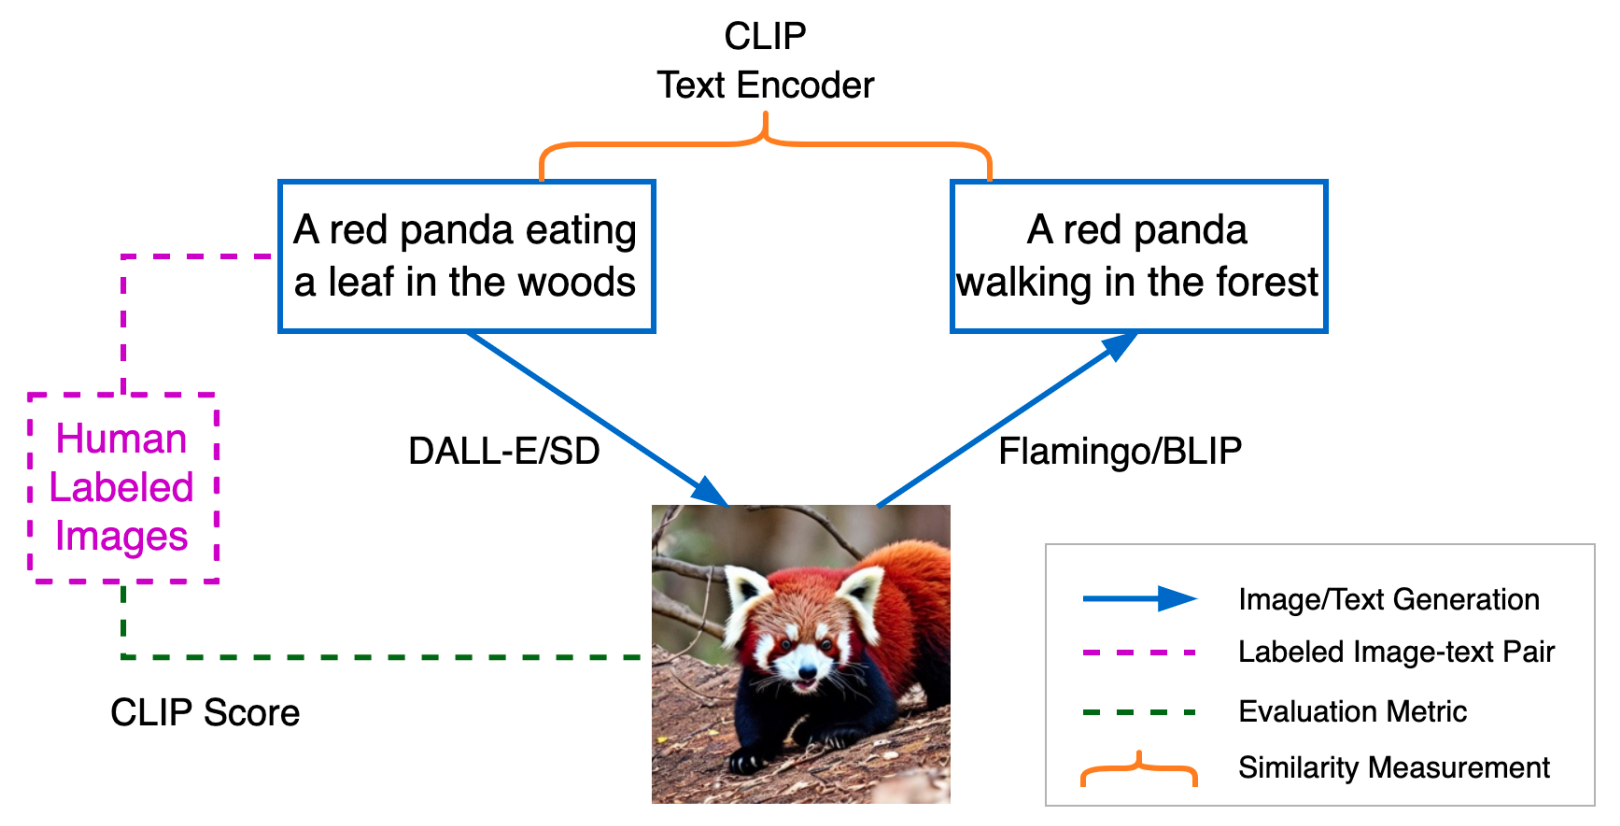 CLIP
Text Encoder
A red panda eating
a leaf in the woods
A red panda
walking in the forest
Human
Labeled
Images
DALL-E/SD
Flamingo/BLIP
CLIP Score
Image/Text Generation
Labeled Image-text Pair
Evaluation Metric
Similarity Measurement